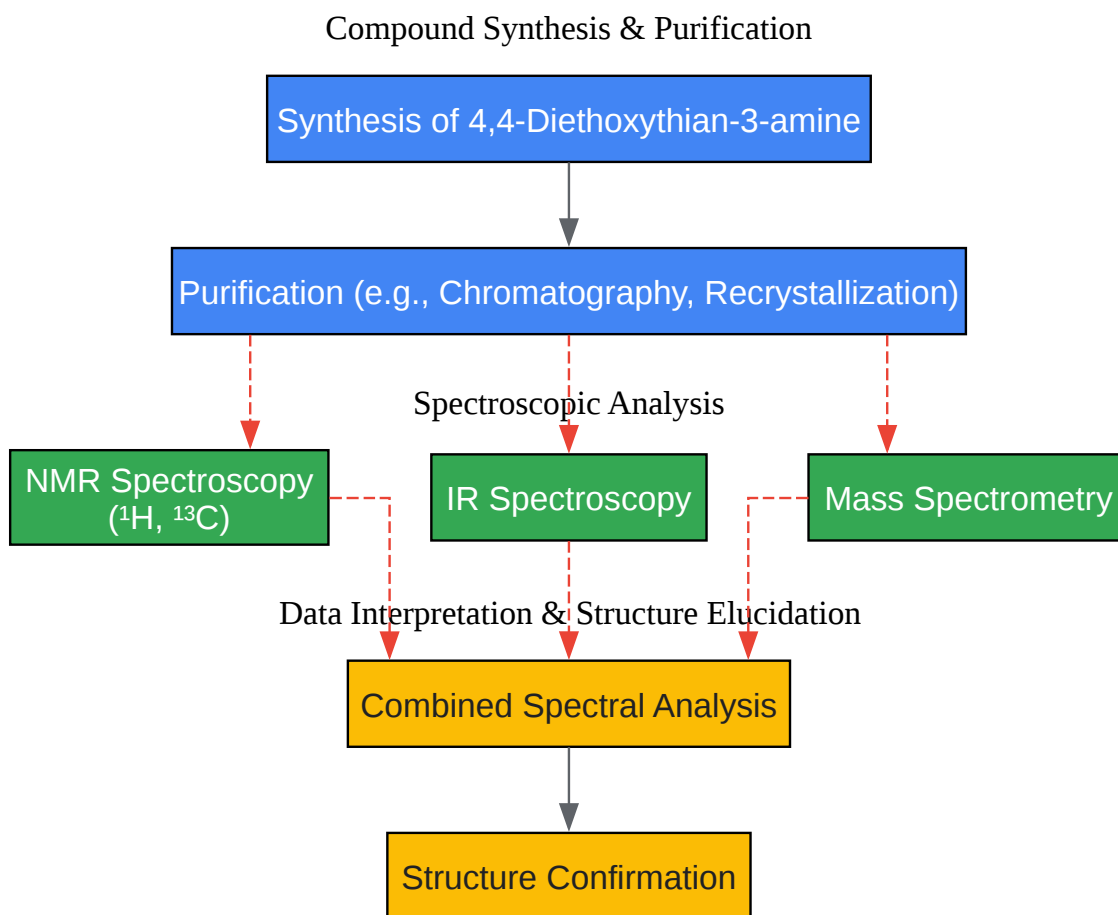 Compound Synthesis & Purification
Synthesis of 4,4-Diethoxythian-3-amine
Purification (e.g., Chromatography, Recrystallization)
Spectroscopic Analysis
NMR Spectroscopy
(¹H, ¹³C)
IR Spectroscopy
Mass Spectrometry
Data Interpretation & Structure Elucidation
Combined Spectral Analysis
Structure Confirmation